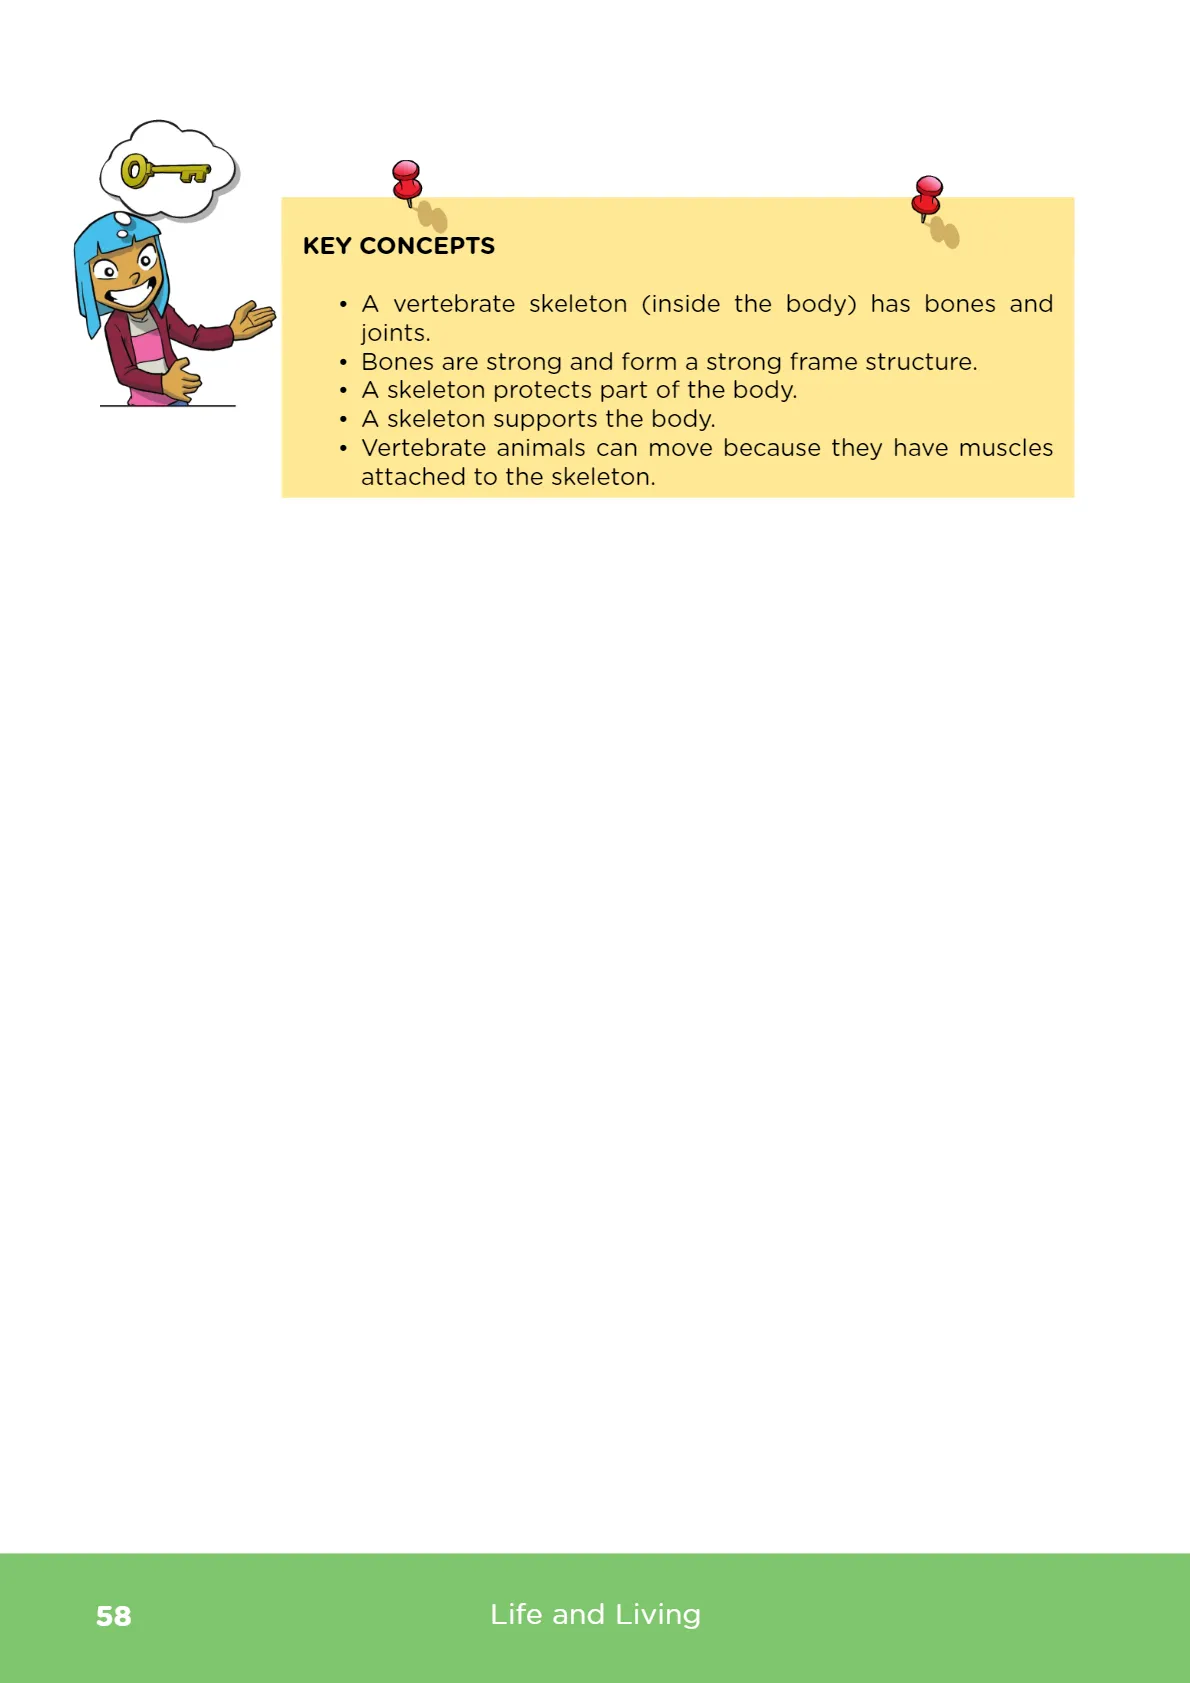 KEY CONCEPTS
• A vertebrate skeleton (inside the body) has bones and
joints.
• Bones are strong and form a strong frame structure.
• A skeleton protects part of the body.
• A skeleton supports the body.
• Vertebrate animals can move because they have muscles
attached to the skeleton.
58
Life and Living